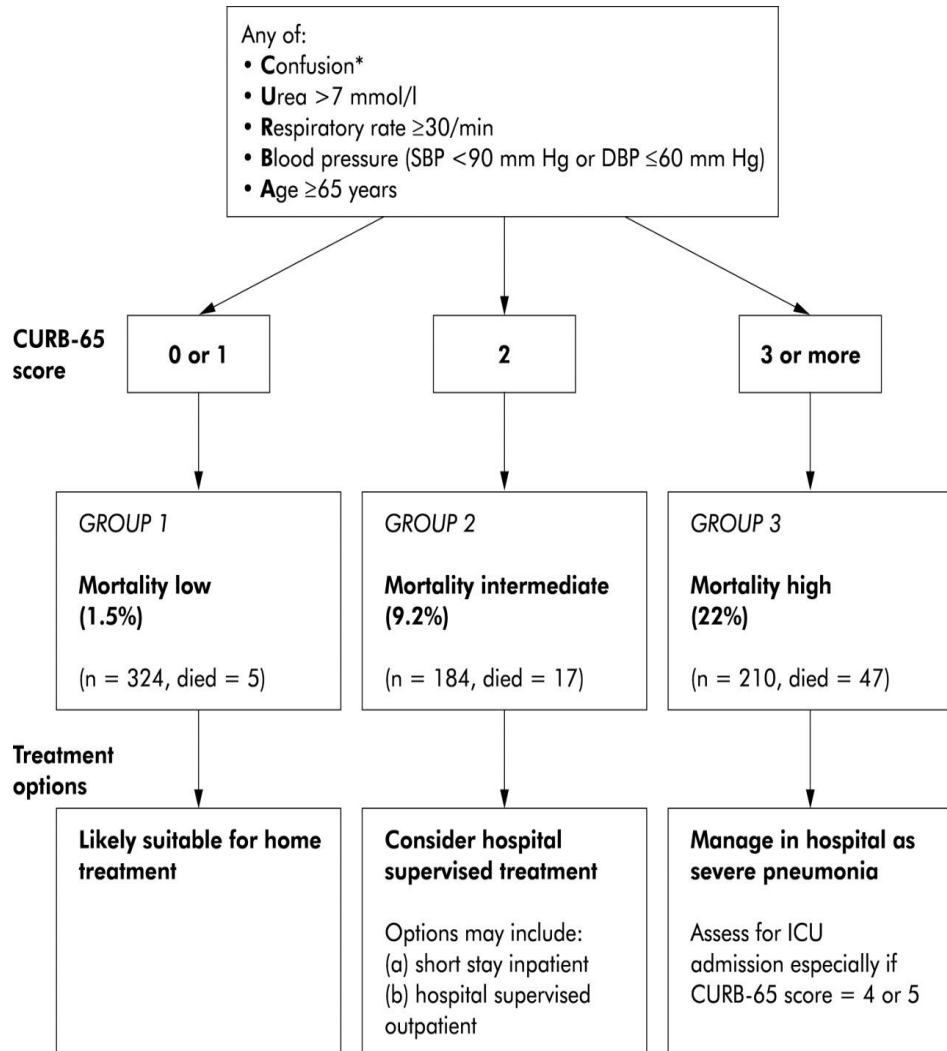 Any of:
• Confusion*
• Urea >7 mmol/l
• Respiratory rate ≥30/min
• Blood pressure (SBP <90 mm Hg or DBP ≤60 mm Hg)
• Age ≥65 years
CURB-65
score
0 or 1
2
3 or more
GROUP 1
Mortality low
(1.5%)
(n = 324, died = 5)
GROUP 2
Mortality intermediate
(9.2%)
(n = 184, died = 17)
GROUP 3
Mortality high
(22%)
(n = 210, died = 47)
Treatment
options
Likely suitable for home
treatment
Consider hospital
supervised treatment
Options may include:
(a) short stay inpatient
(b) hospital supervised
outpatient
Manage in hospital as
severe pneumonia
Assess for ICU
admission especially if
CURB-65 score = 4 or 5